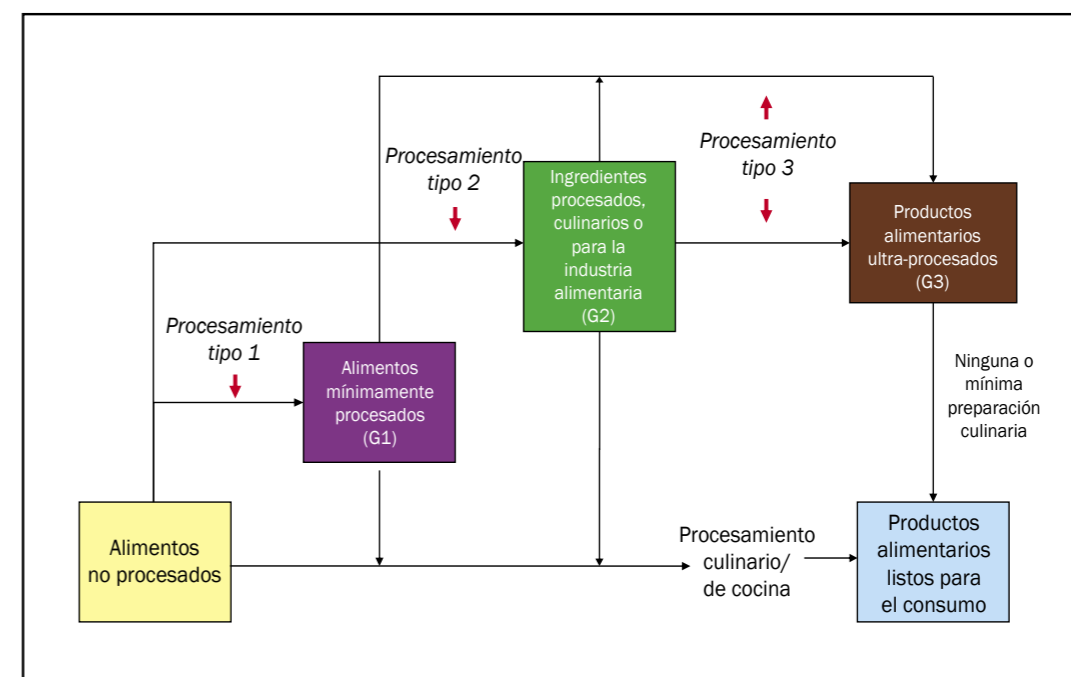 Procesamiento
tipo 2
Ingredientes
procesados,
culinarios o
para la
industria
alimentaria
(G2)
Procesamiento
tipo 3
Productos
alimentarios
ultra-procesados
(G3)
Procesamiento
tipo 1
Alimentos
mínimamente
procesados
(G1)
Ninguna o
mínima
preparación
culinaria
Alimentos
no procesados
Procesamiento
culinario/
de cocina
Productos
alimentarios
listos para
el consumo